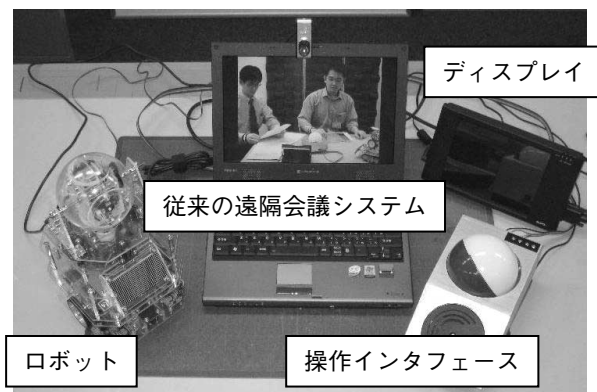 ディスプレイ
従来の遠隔会議システム
ロボット
操作インタフェース